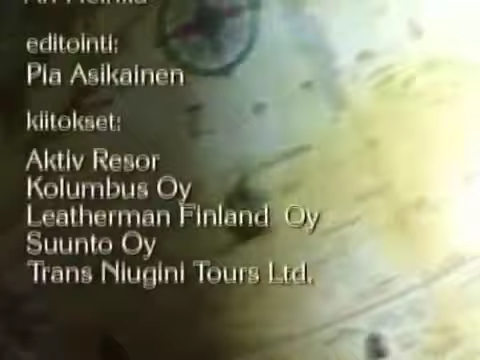 editointi:
Pia Asikainen
kiitokset:
Aktiv Resor
Kolumbus Oy
Leatherman Finland Oy
Suunto Oy
Trans Niugini Tours Ltd.